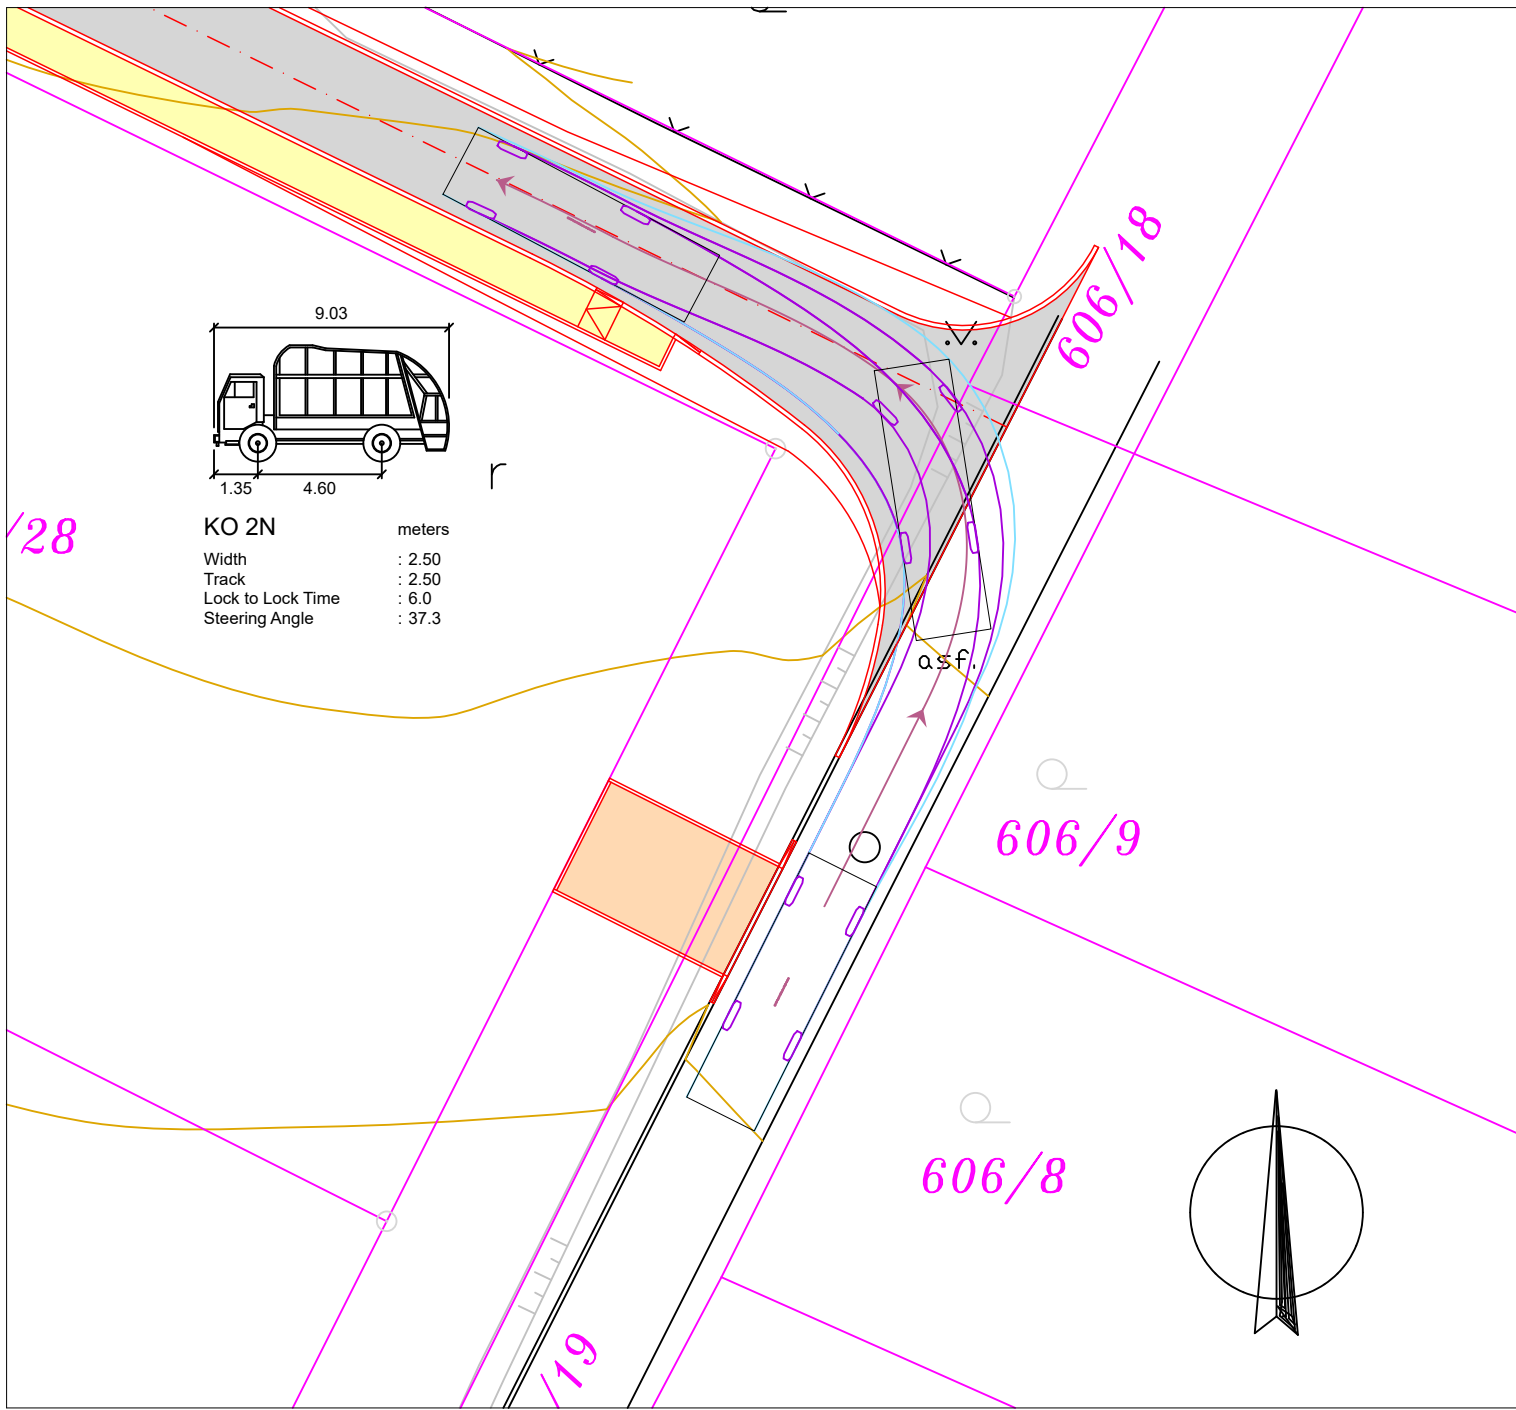 606/18
9.03
1.35
4.60
r
/28
KO 2N meters
Width : 2.50
Track : 2.50
Lock to Lock Time : 6.0
Steering Angle : 37.3
asf.
606/9
606/8
/19